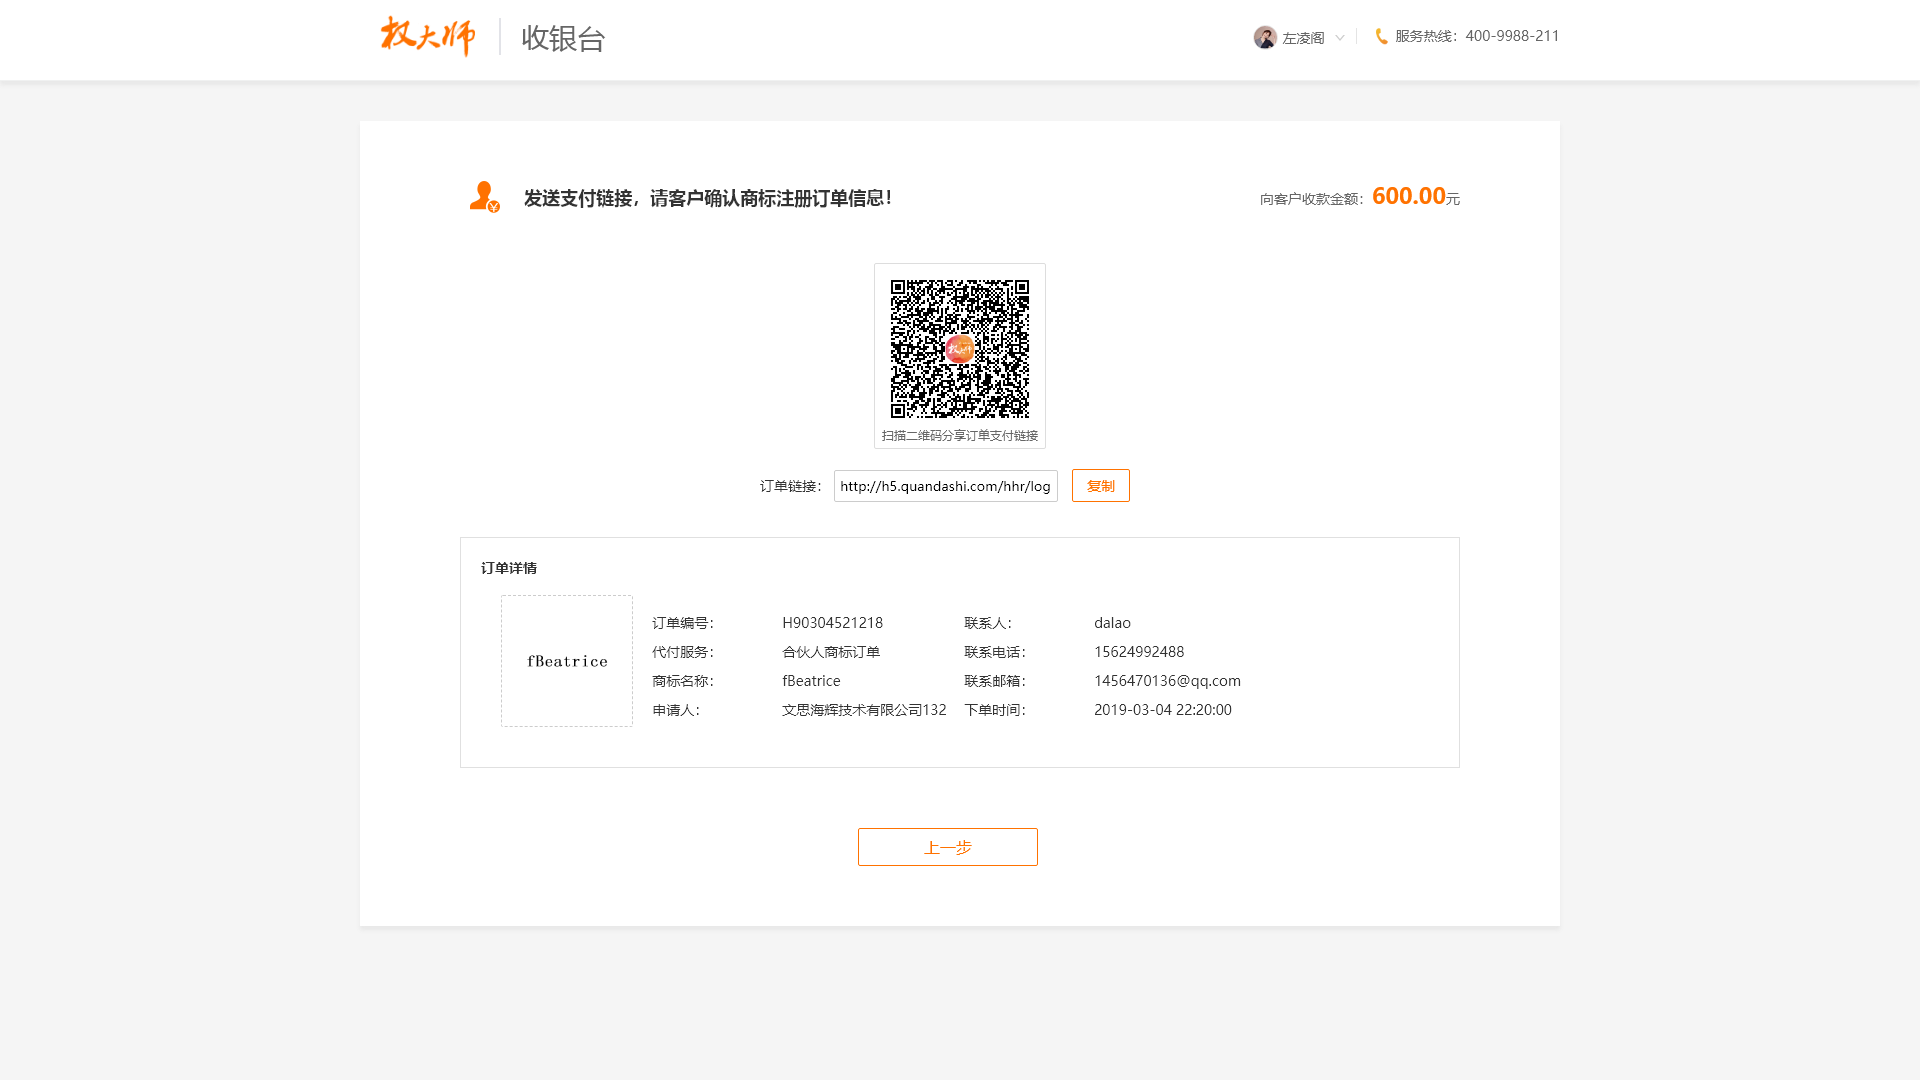 权大师 收银台
左凌阁 服务热线：400-9988-211
发送支付链接，请客户确认商标注册订单信息！ 向客户收款金额：600.00元
权大师
扫描二维码分享订单支付链接
订单链接： http://h5.quandashi.com/hhr/log 复制
订单详情
fBeatrice
订单编号： H90304521218 联系人： dalao
代付服务： 合伙人商标订单 联系电话： 15624992488
商标名称： fBeatrice 联系邮箱： 1456470136@qq.com
申请人： 文思海辉技术有限公司132 下单时间： 2019-03-04 22:20:00
上一步